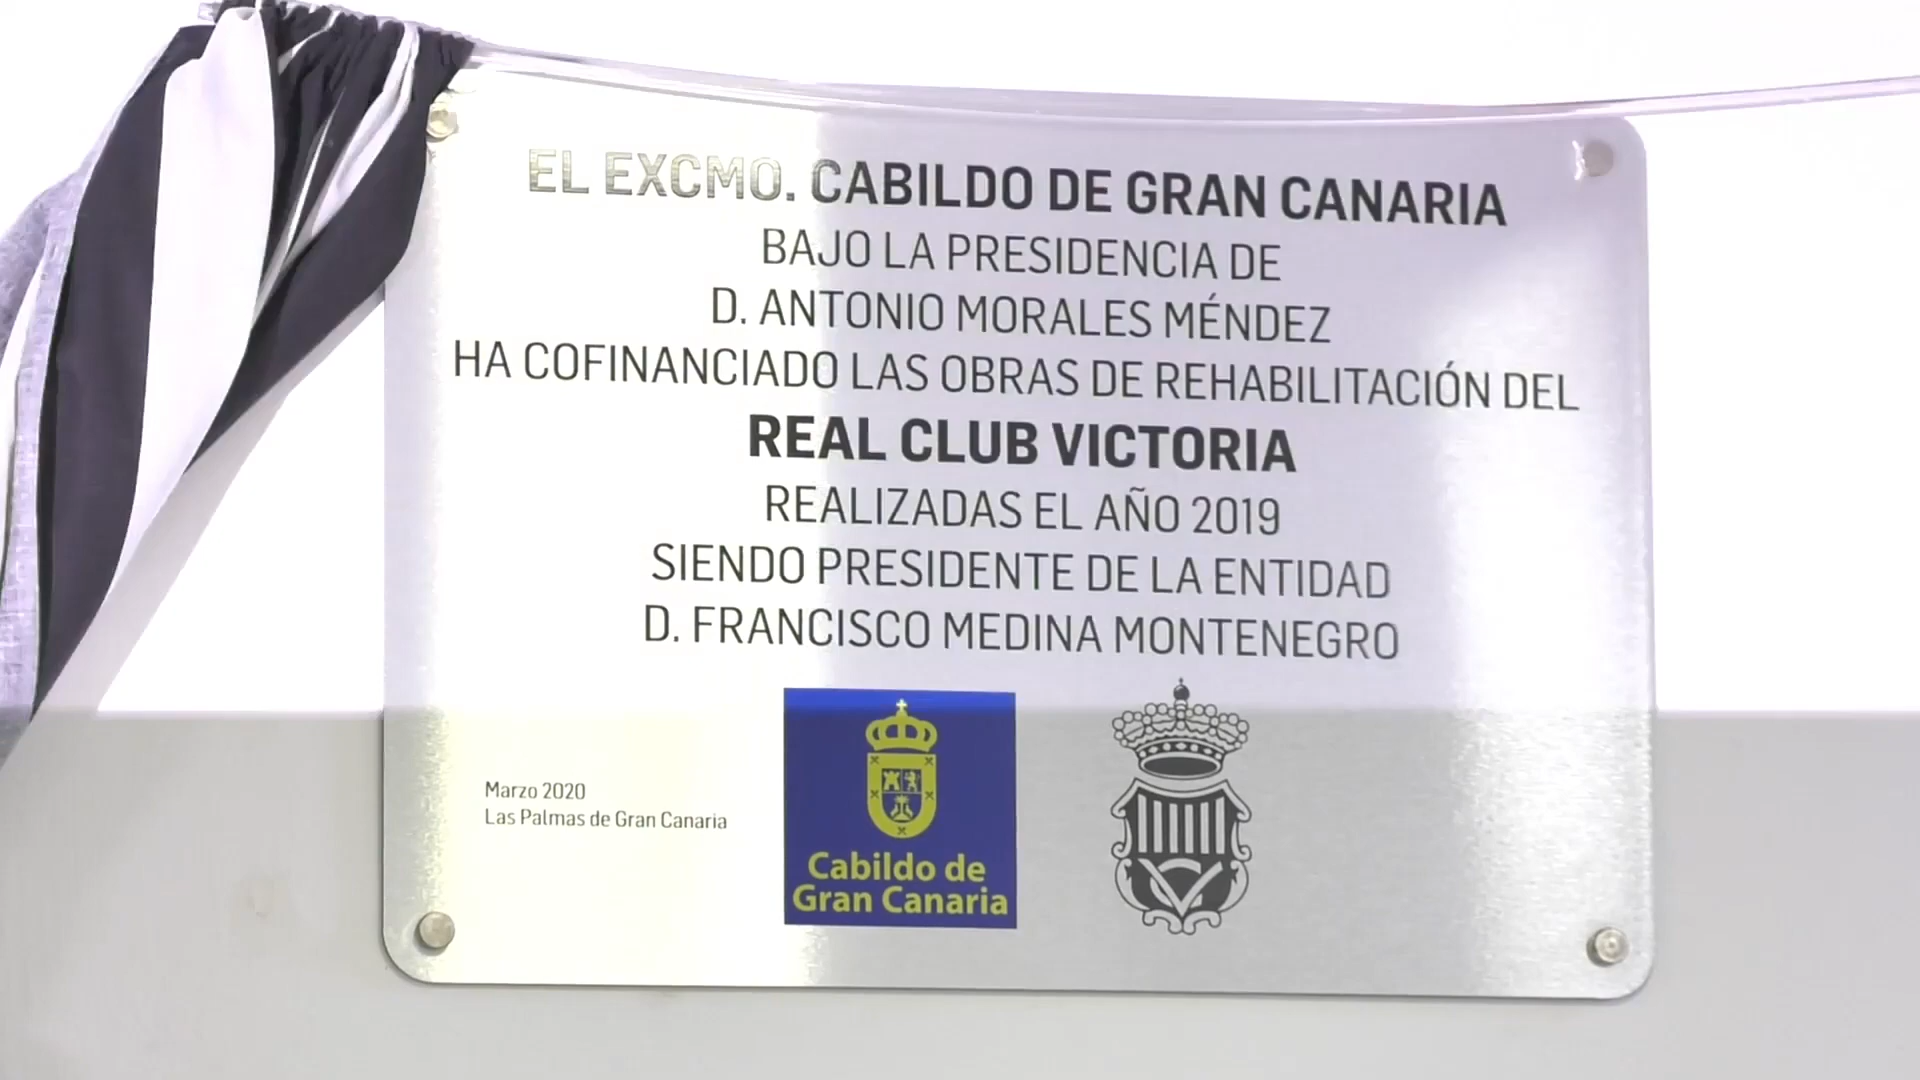 EL EXCMO. CABILDO DE GRAN CANARIA
BAJO LA PRESIDENCIA DE
D. ANTONIO MORALES MÉNDEZ
HA COFINANCIADO LAS OBRAS DE REHABILITACIÓN DEL
REAL CLUB VICTORIA
REALIZADAS EL AÑO 2019
SIENDO PRESIDENTE DE LA ENTIDAD
D. FRANCISCO MEDINA MONTENEGRO
Marzo 2020
Las Palmas de Gran Canaria
Cabildo de
Gran Canaria